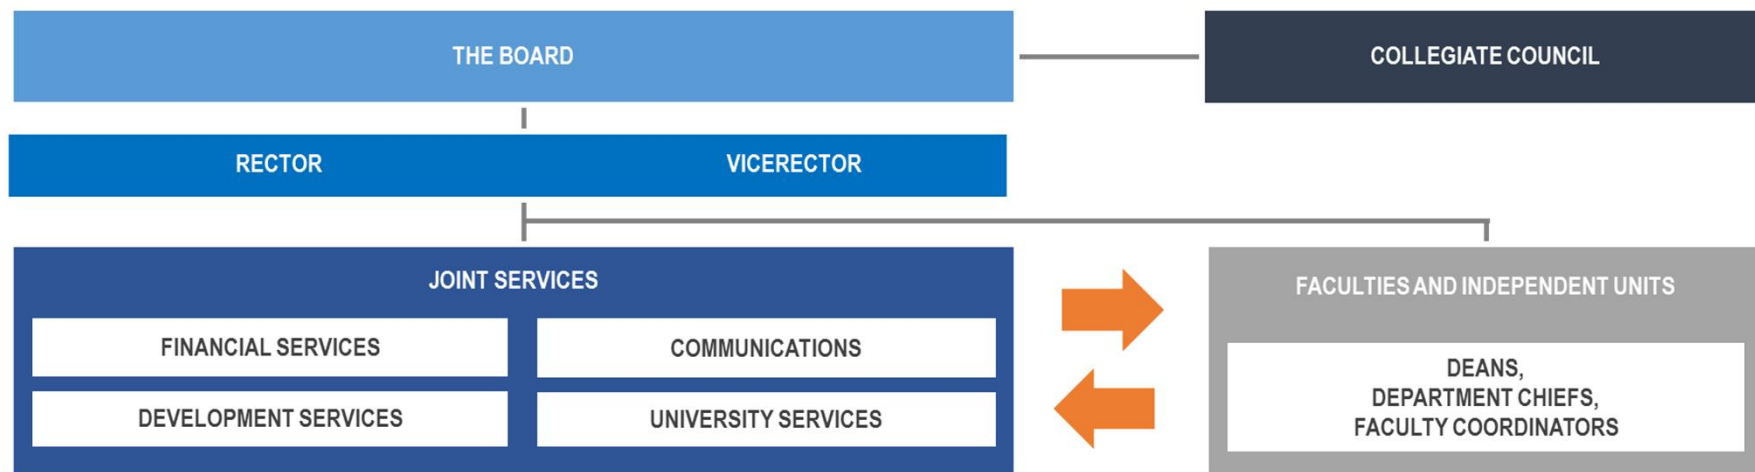 THE BOARD
COLLEGIATE COUNCIL
RECTOR
VICERECTOR
JOINT SERVICES
FINANCIAL SERVICES
COMMUNICATIONS
DEVELOPMENT SERVICES
UNIVERSITY SERVICES
FACULTIES AND INDEPENDENT UNITS
DEANS,
DEPARTMENT CHIEFS,
FACULTY COORDINATORS